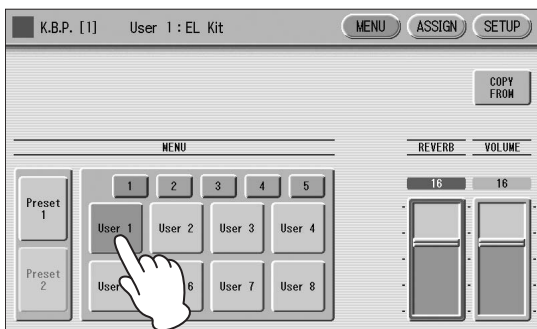 K.B.P. [1] User 1 : EL Kit MENU ASSIGN SETUP
COPY
FROM
MENU REVERB VOLUME
1 2 3 4 5 16 16
Preset
1
User 1 User 2 User 3 User 4
Preset
2
User 6 User 7 User 8